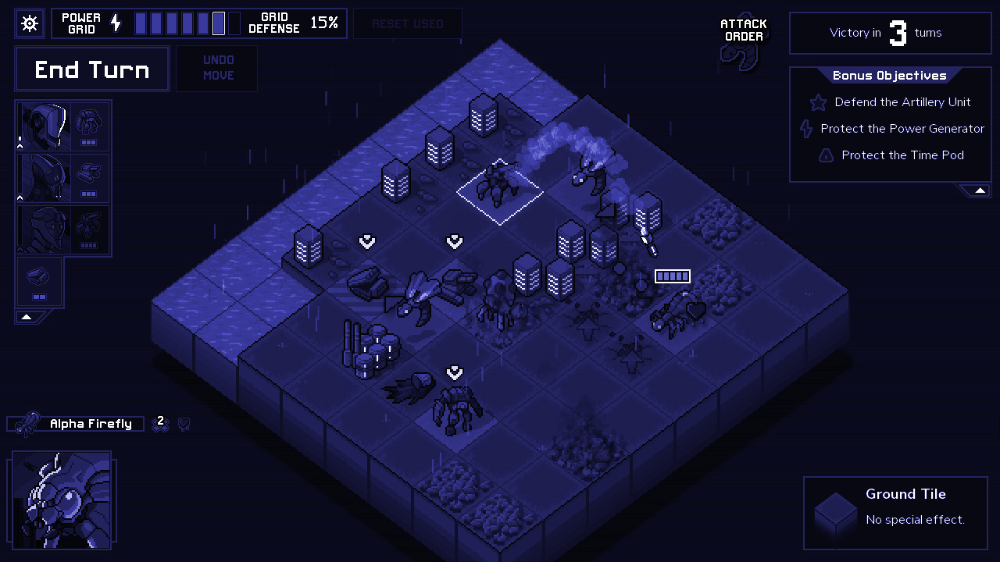 POWER
GRID
GRID
DEFENSE
15%
RESET USED
ATTACK
ORDER
Victory in 3 turns
End Turn
UNDO
MOVE
Bonus Objectives
Defend the Artillery Unit
Protect the Power Generator
Protect the Time Pod
Alpha Firefly
2
Ground Tile
No special effect.